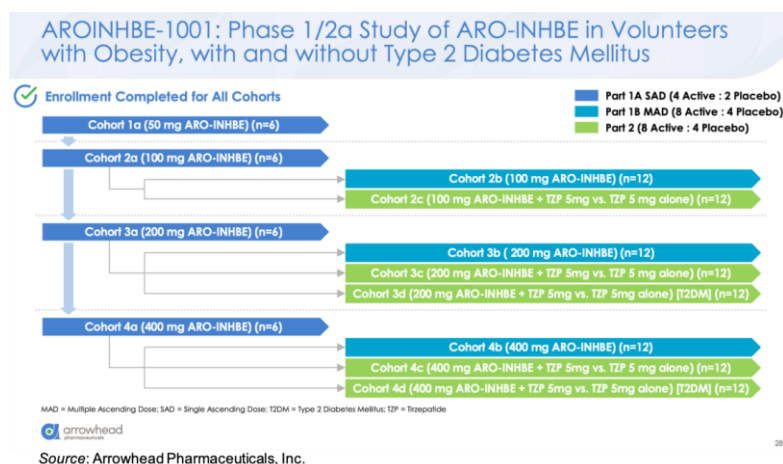 AROINHBE-1001: Phase 1/2a Study of ARO-INHBE in Volunteers
with Obesity, with and without Type 2 Diabetes Mellitus
Enrollment Completed for All Cohorts
Part 1A SAD (4 Active : 2 Placebo)
Part 1B MAD (8 Active : 4 Placebo)
Part 2 (8 Active : 4 Placebo)
Cohort 1a (50 mg ARO-INHBE) (n=6)
Cohort 2a (100 mg ARO-INHBE) (n=6)
Cohort 2b (100 mg ARO-INHBE) (n=12)
Cohort 2c (100 mg ARO-INHBE + TZP 5mg vs. TZP 5 mg alone) (n=12)
Cohort 3a (200 mg ARO-INHBE) (n=6)
Cohort 3b ( 200 mg ARO-INHBE) (n=12)
Cohort 3c (200 mg ARO-INHBE + TZP 5mg vs. TZP 5 mg alone) (n=12)
Cohort 3d (200 mg ARO-INHBE + TZP 5mg vs. TZP 5mg alone) [T2DM] (n=12)
Cohort 4a (400 mg ARO-INHBE) (n=6)
Cohort 4b (400 mg ARO-INHBE) (n=12)
Cohort 4c (400 mg ARO-INHBE + TZP 5mg vs. TZP 5 mg alone) (n=12)
Cohort 4d (400 mg ARO-INHBE + TZP 5mg vs. TZP 5mg alone) [T2DM] (n=12)
MAD = Multiple Ascending Dose; SAD = Single Ascending Dose; T2DM = Type 2 Diabetes Mellitus; TZP = Tirzepatide
arrowhead
pharmaceuticals
28
Source: Arrowhead Pharmaceuticals, Inc.